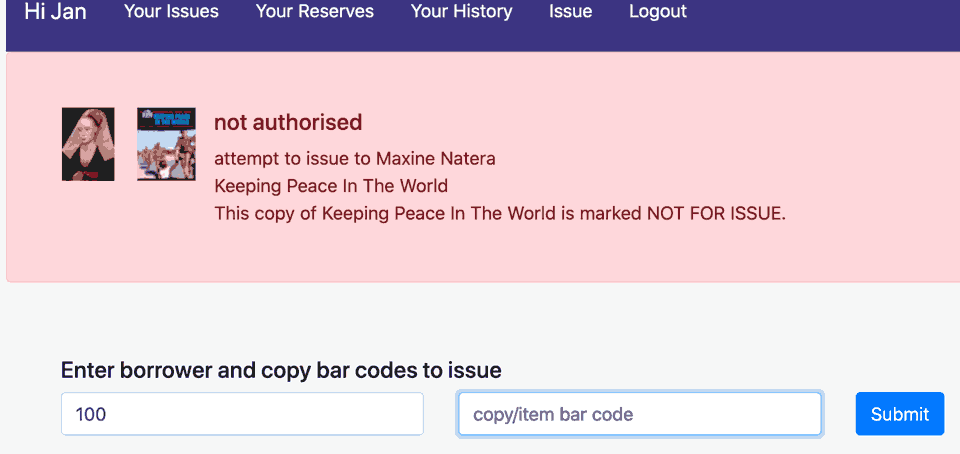 Hi Jan Your Issues Your Reserves Your History Issue Logout
not authorised
attempt to issue to Maxine Natera
Keeping Peace In The World
This copy of Keeping Peace In The World is marked NOT FOR ISSUE.
Enter borrower and copy bar codes to issue
100 copy/item bar code Submit